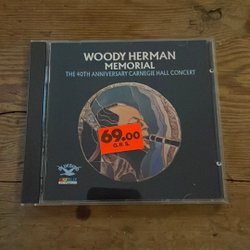 WOODY HERMAN
MEMORIAL
THE 40TH ANNIVERSARY CARNEGIE HALL CONCERT
69.00